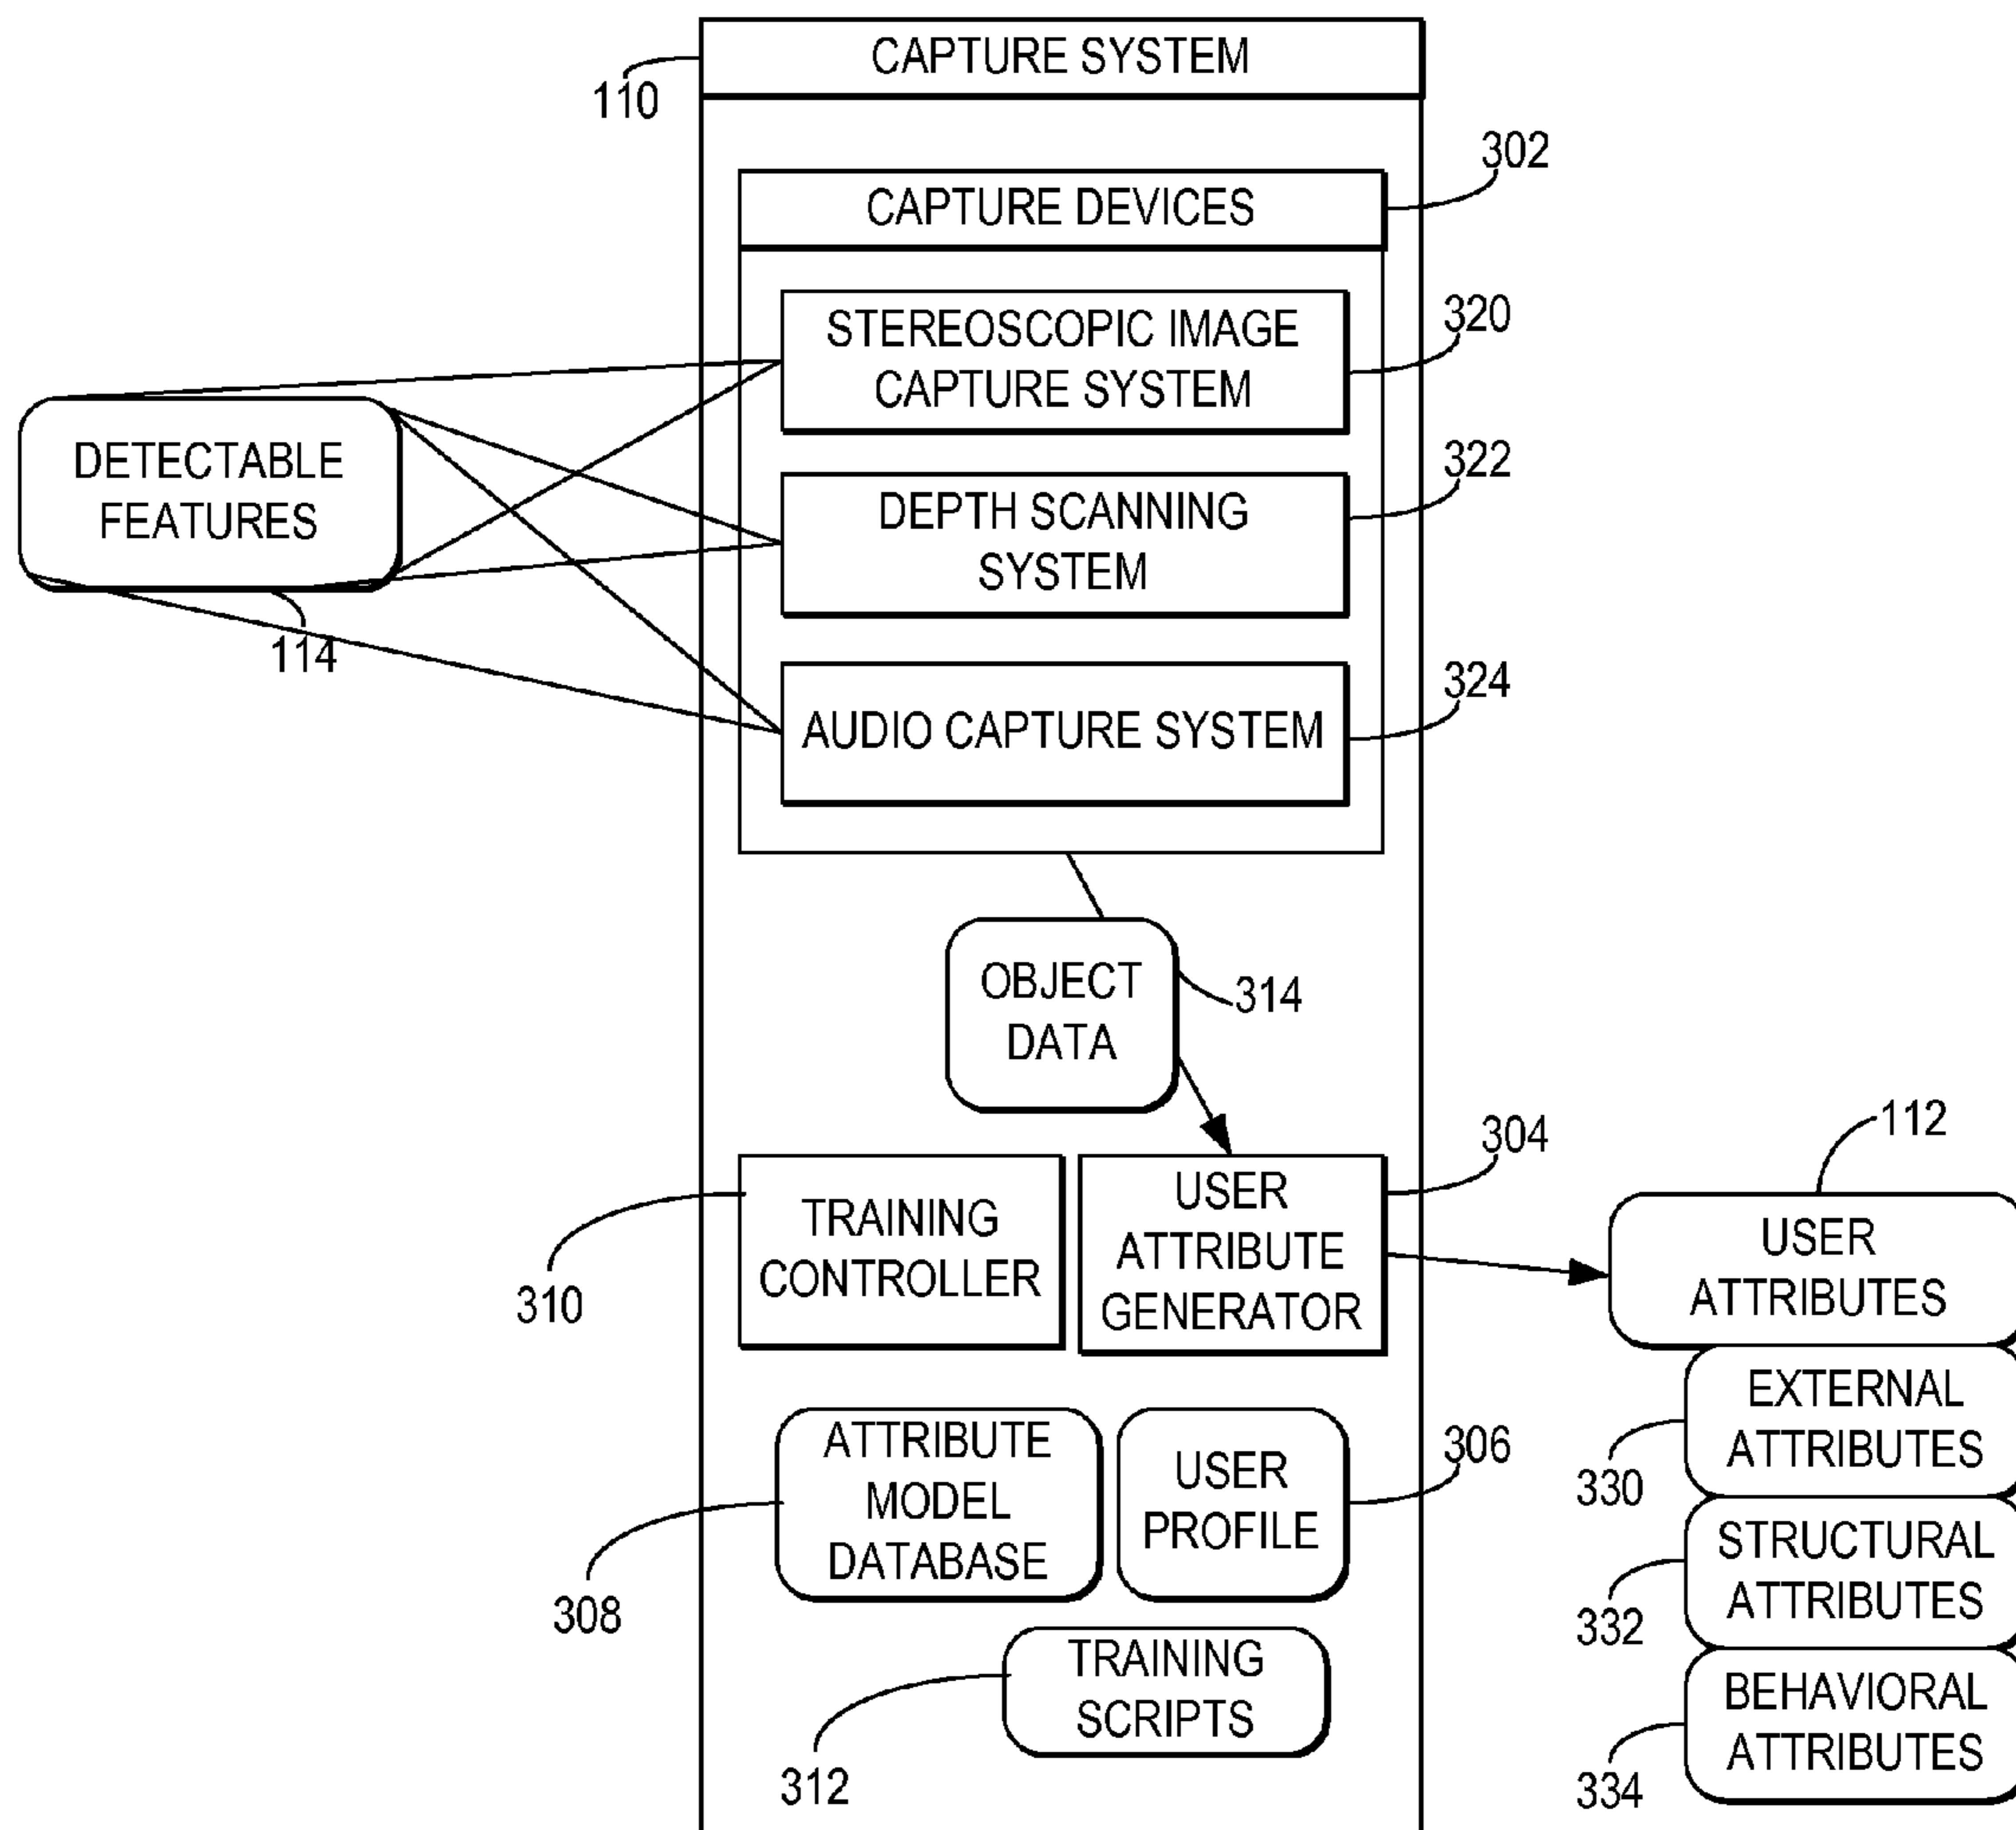 CAPTURE SYSTEM
110
302
CAPTURE DEVICES
STEREOSCOPIC IMAGE
CAPTURE SYSTEM
320
DETECTABLE
FEATURES
114
DEPTH SCANNING
SYSTEM
322
AUDIO CAPTURE SYSTEM
324
OBJECT
DATA
314
TRAINING
CONTROLLER
310
USER
ATTRIBUTE
GENERATOR
304
112
USER
ATTRIBUTES
EXTERNAL
ATTRIBUTES
330
STRUCTURAL
ATTRIBUTES
332
BEHAVIORAL
ATTRIBUTES
334
ATTRIBUTE
MODEL
DATABASE
308
USER
PROFILE
306
TRAINING
SCRIPTS
312